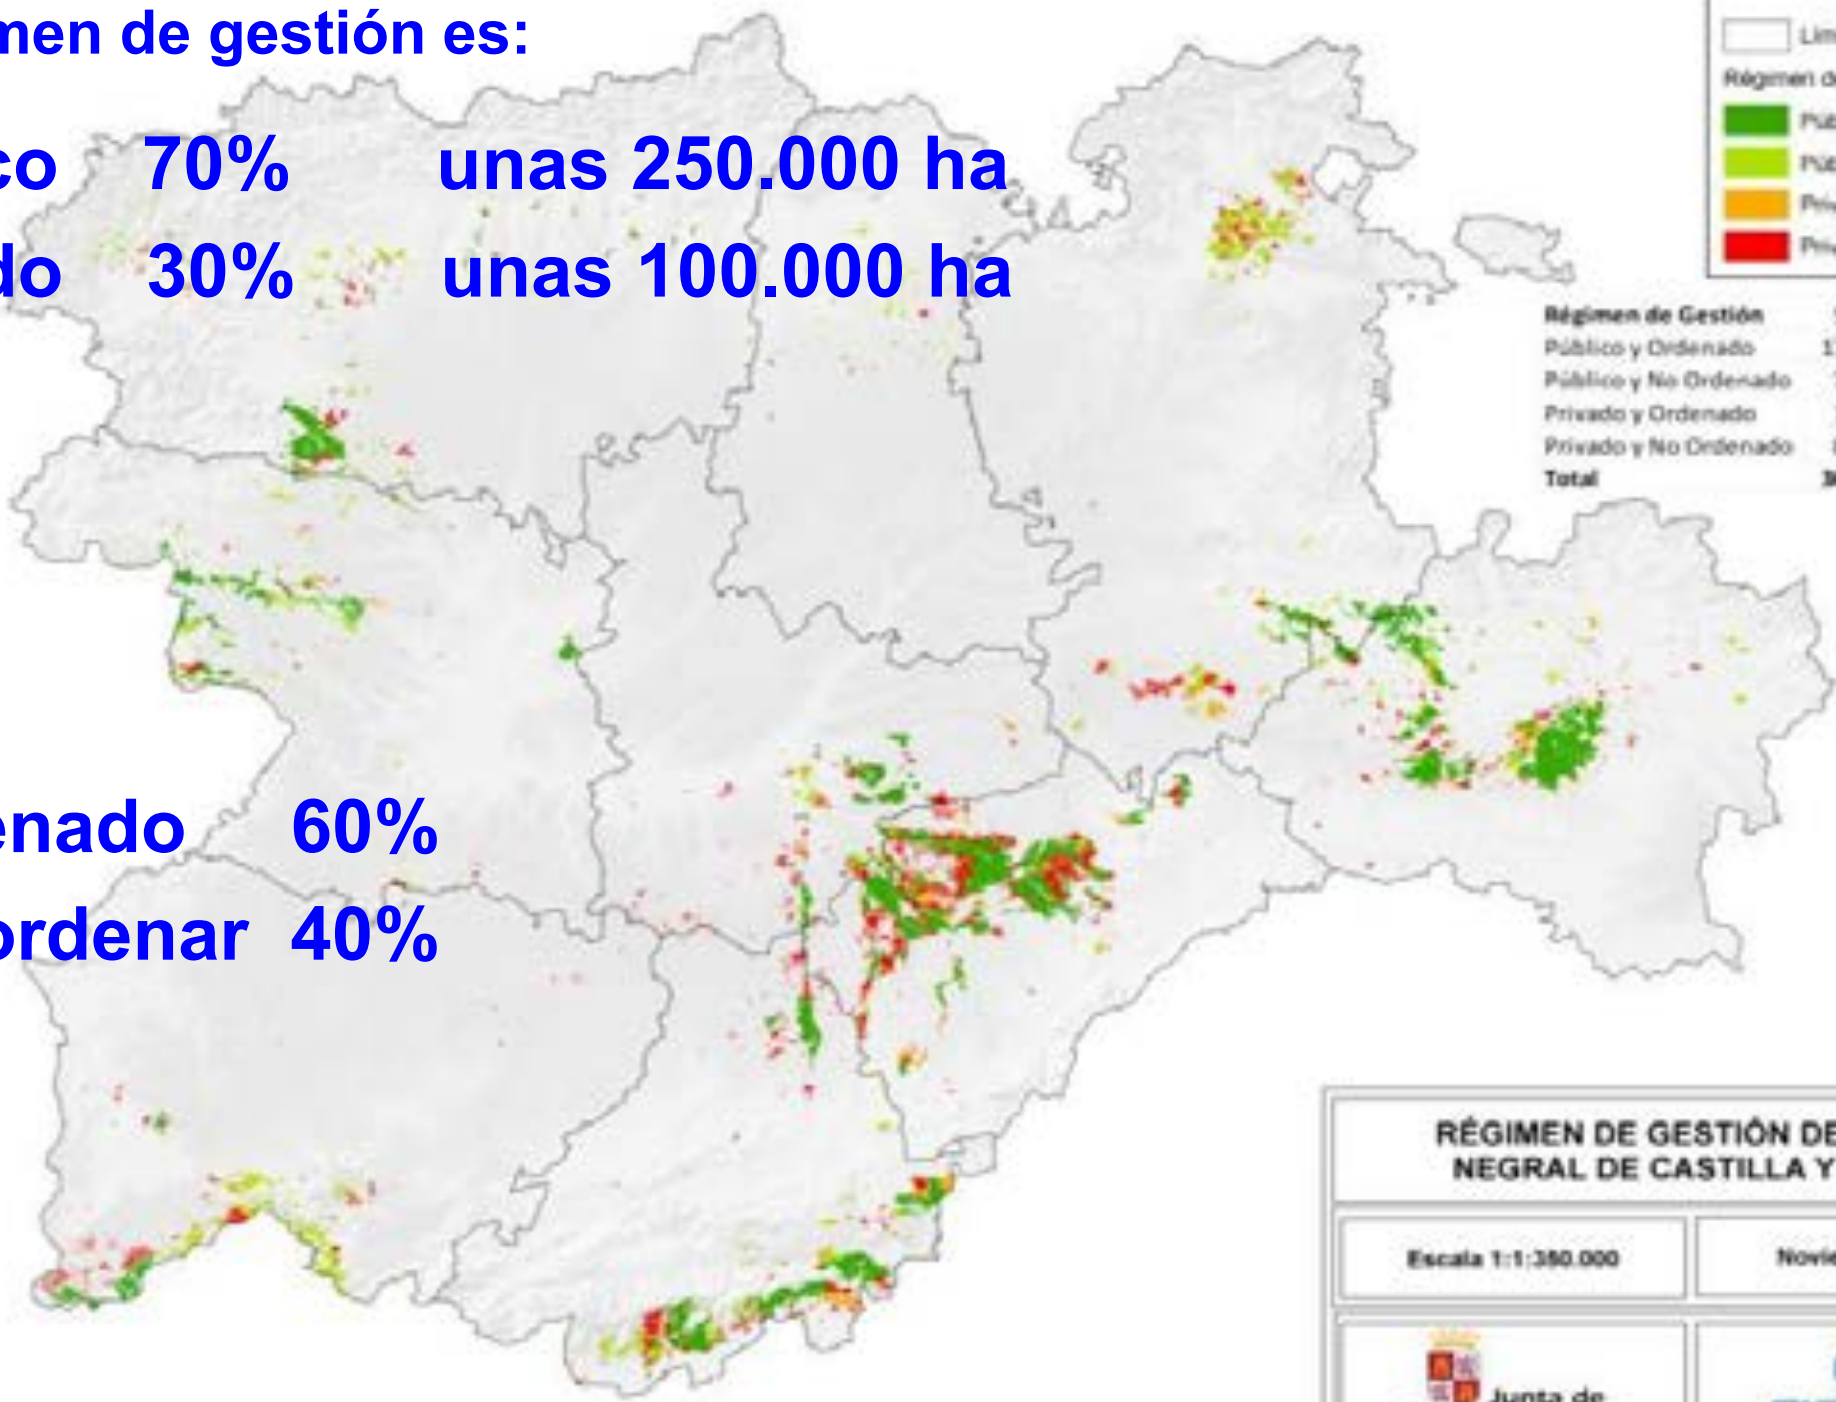 men de gestión es:
co 70% unas 250.000 ha
do 30% unas 100.000 ha
enado 60%
ordenar 40%
Régimen de Gestión
Público y Ordenado
Público y No Ordenado
Privado y Ordenado
Privado y No Ordenado
Total
RÉGIMEN DE GESTIÓN DE
NEGRAL DE CASTILLA Y
Escala 1:1:350.000
Junta de